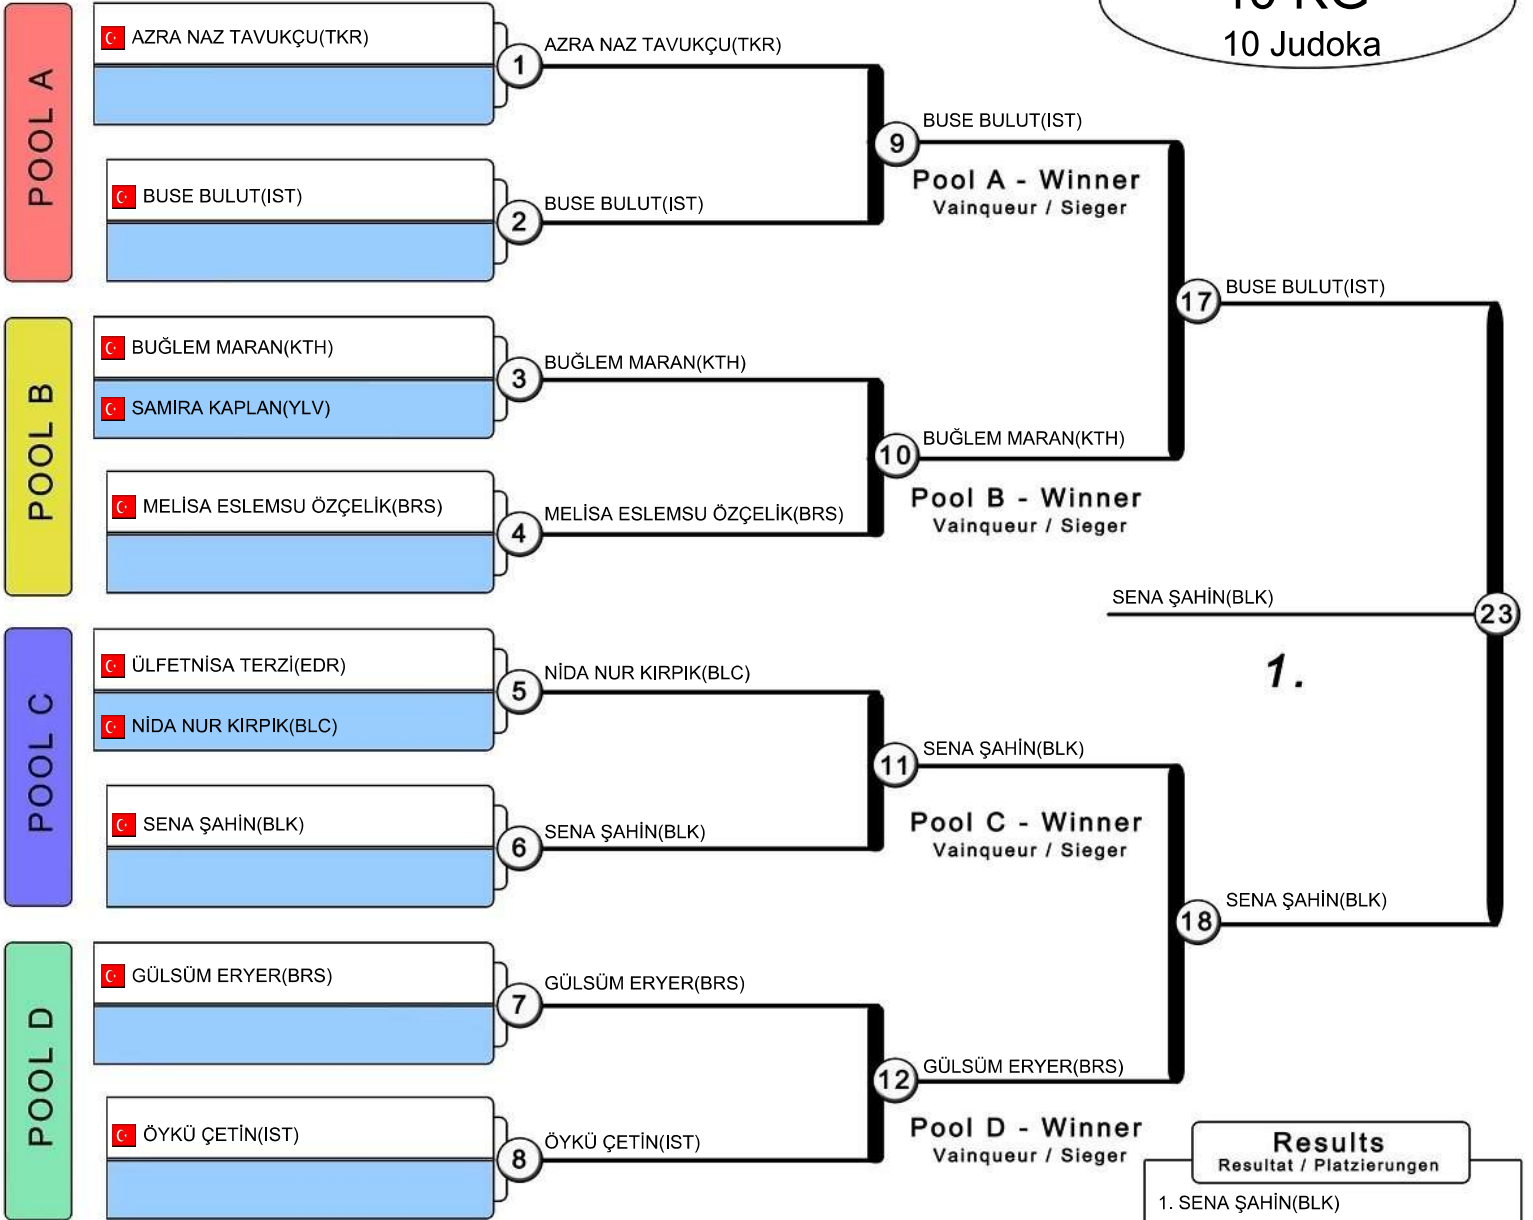 10 Judoka
POOL A
AZRA NAZ TAVUKÇU(TKR)
1
AZRA NAZ TAVUKÇU(TKR)
BUSE BULUT(IST)
2
BUSE BULUT(IST)
9
BUSE BULUT(IST)
Pool A - Winner
Vainqueur / Sieger
POOL B
BUĞLEM MARAN(KTH)
SAMIRA KAPLAN(YLV)
3
BUĞLEM MARAN(KTH)
MELİSA ESLEMSU ÖZÇELİK(BRS)
4
MELİSA ESLEMSU ÖZÇELİK(BRS)
10
BUĞLEM MARAN(KTH)
Pool B - Winner
Vainqueur / Sieger
17
BUSE BULUT(IST)
SENA ŞAHİN(BLK)
23
1.
POOL C
ÜLFETNİSA TERZİ(EDR)
NİDA NUR KIRPIK(BLC)
5
NİDA NUR KIRPIK(BLC)
SENA ŞAHİN(BLK)
6
SENA ŞAHİN(BLK)
11
SENA ŞAHİN(BLK)
Pool C - Winner
Vainqueur / Sieger
18
SENA ŞAHİN(BLK)
POOL D
GÜLSÜM ERYER(BRS)
7
GÜLSÜM ERYER(BRS)
ÖYKÜ ÇETİN(IST)
8
ÖYKÜ ÇETİN(IST)
12
GÜLSÜM ERYER(BRS)
Pool D - Winner
Vainqueur / Sieger
Results
Resultat / Platzierungen
1. SENA ŞAHİN(BLK)